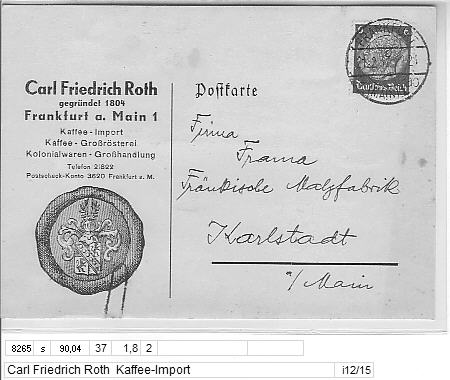 Carl Friedrich Roth
gegründet 1804
Frankfurt a. Main 1
Kaffee-Import
Kaffee-Großrösterei
Kolonialwaren-Großhandlung
Telefon 21822
Postscheck-Konto 3620 Frankfurt a. M.
Postkarte
Deutsches Reich
Firma
Frama
Fränkische Malzfabrik
Karlstadt
a/Main
8265 s 90,04 37 1,8 2
Carl Friedrich Roth Kaffee-Import i12/15